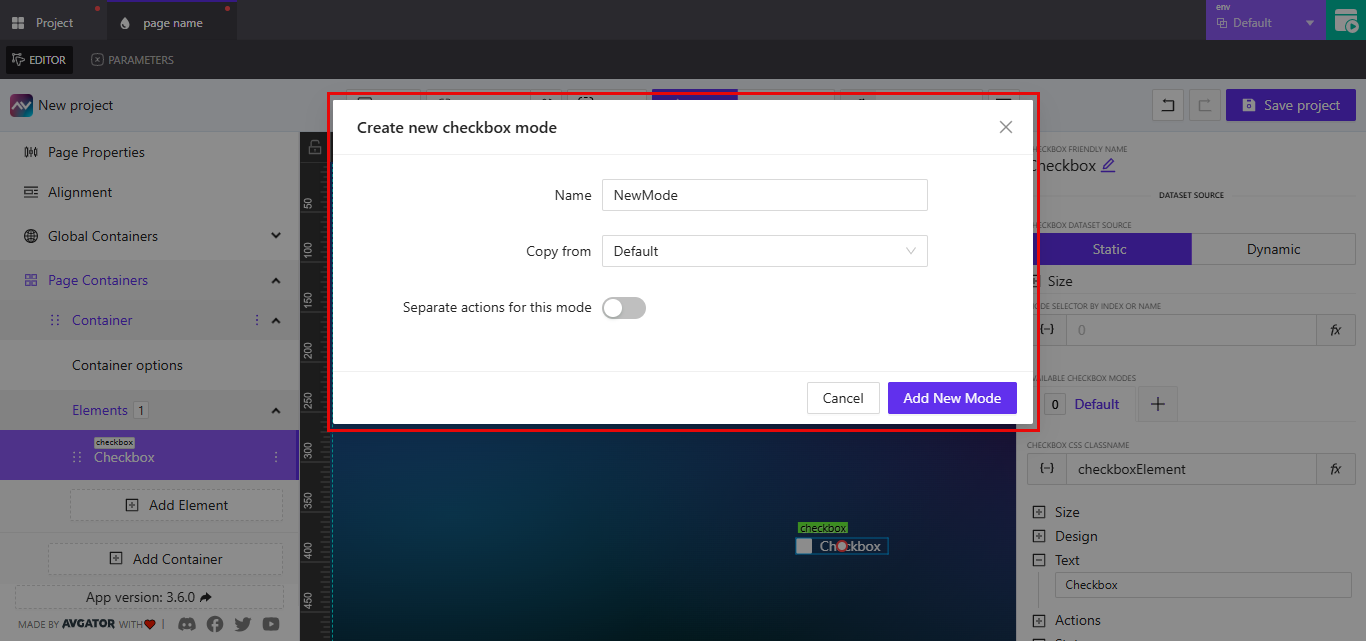 Project
page name
env
Default
EDITOR
PARAMETERS
New project
Save project
Page Properties
Alignment
Global Containers
Page Containers
Container
Container options
Elements 1
checkbox
Checkbox
Add Element
Add Container
App version: 3.6.0
MADE BY AVGATOR WITH
50
100
150
200
250
300
350
400
450
Create new checkbox mode
Name
NewMode
Copy from
Default
Separate actions for this mode
Cancel
Add New Mode
checkbox
Checkbox
CHECKBOX FRIENDLY NAME
Checkbox
DATASET SOURCE
CHECKBOX DATASET SOURCE
Static
Dynamic
Size
MODE SELECTOR BY INDEX OR NAME
{--} 0 fx
AVAILABLE CHECKBOX MODES
0 Default
CHECKBOX CSS CLASSNAME
{--} checkboxElement fx
Size
Design
Text
Checkbox
Actions